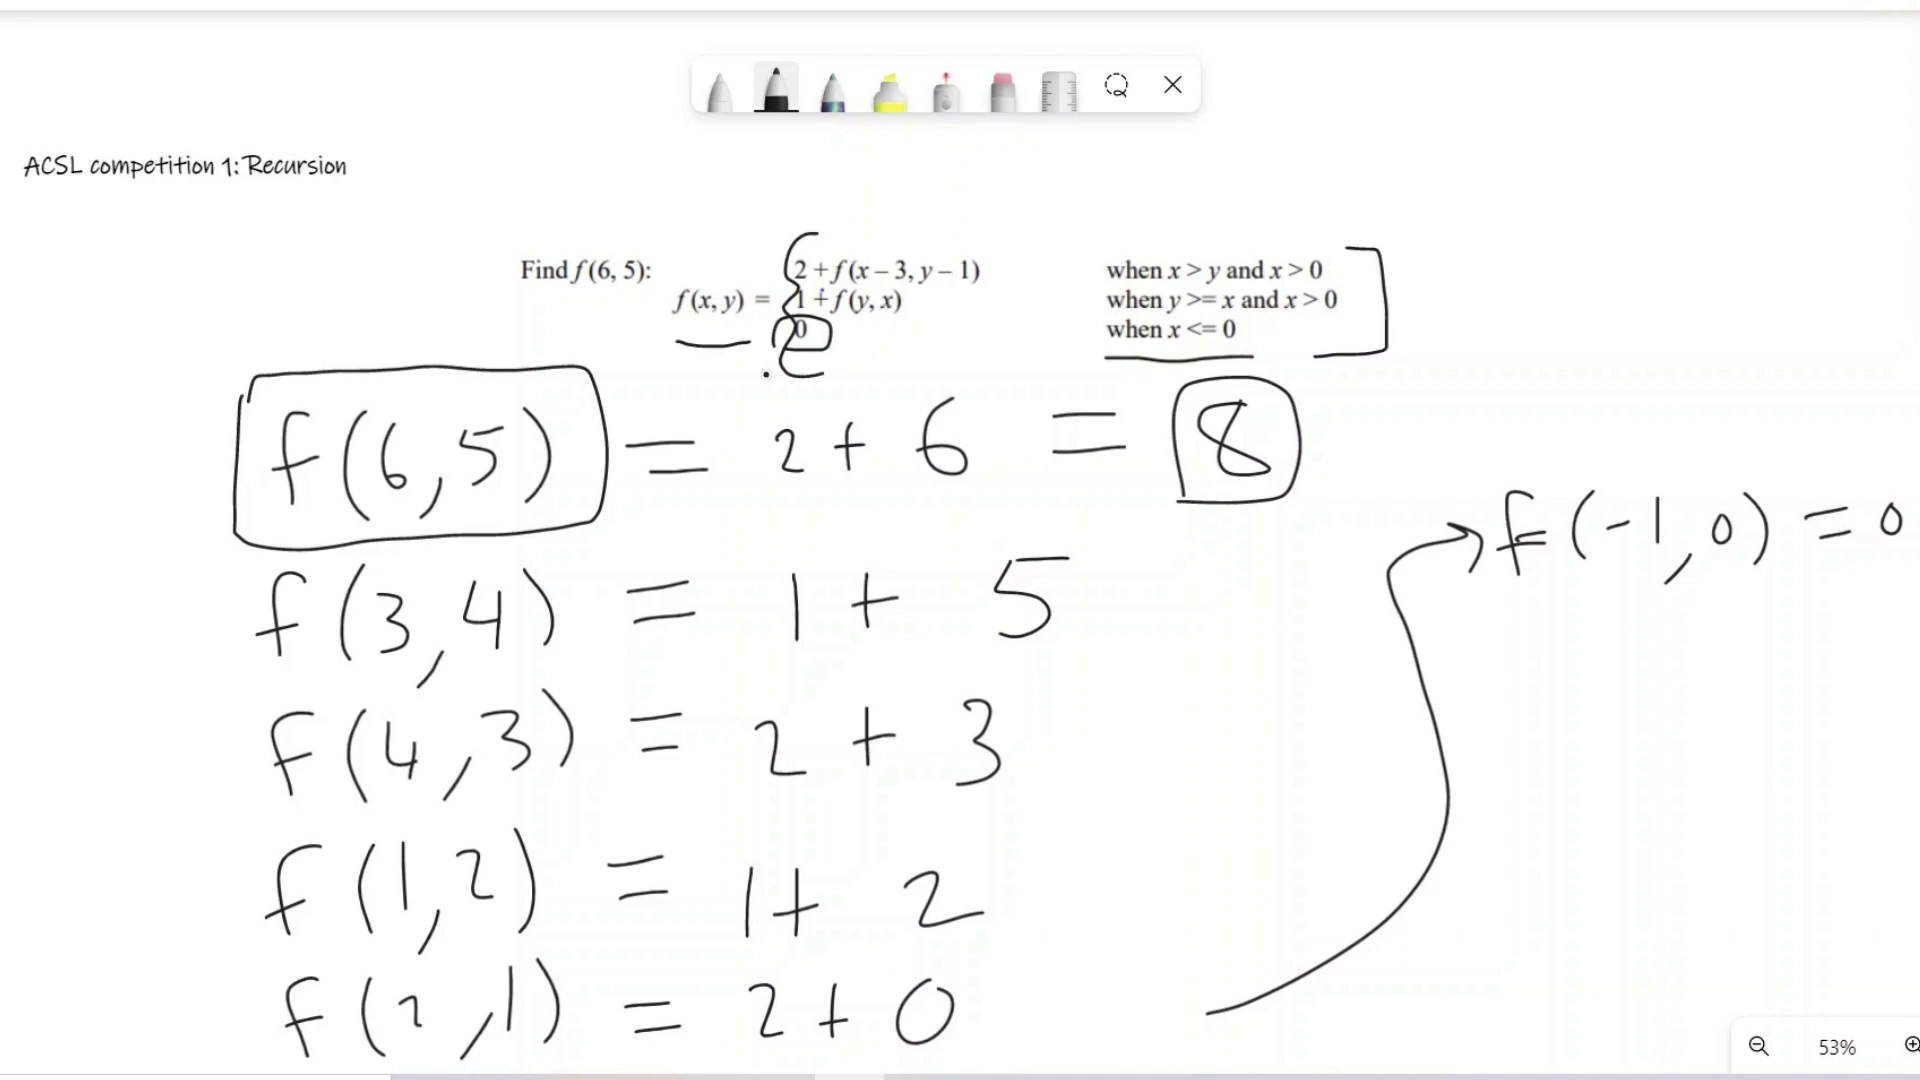 ACSL competition 1: Recursion
Find f(6, 5):
2 + f(x – 3, y – 1) when x > y and x > 0
f(x, y) = 1 + f(y, x) when y >= x and x > 0
0 when x <= 0
f(6,5) = 2 + 6 = 8
f(-1,0) = 0
f(3,4) = 1 + 5
f(4,3) = 2 + 3
f(1,2) = 1 + 2
f(2,1) = 2 + 0
53%